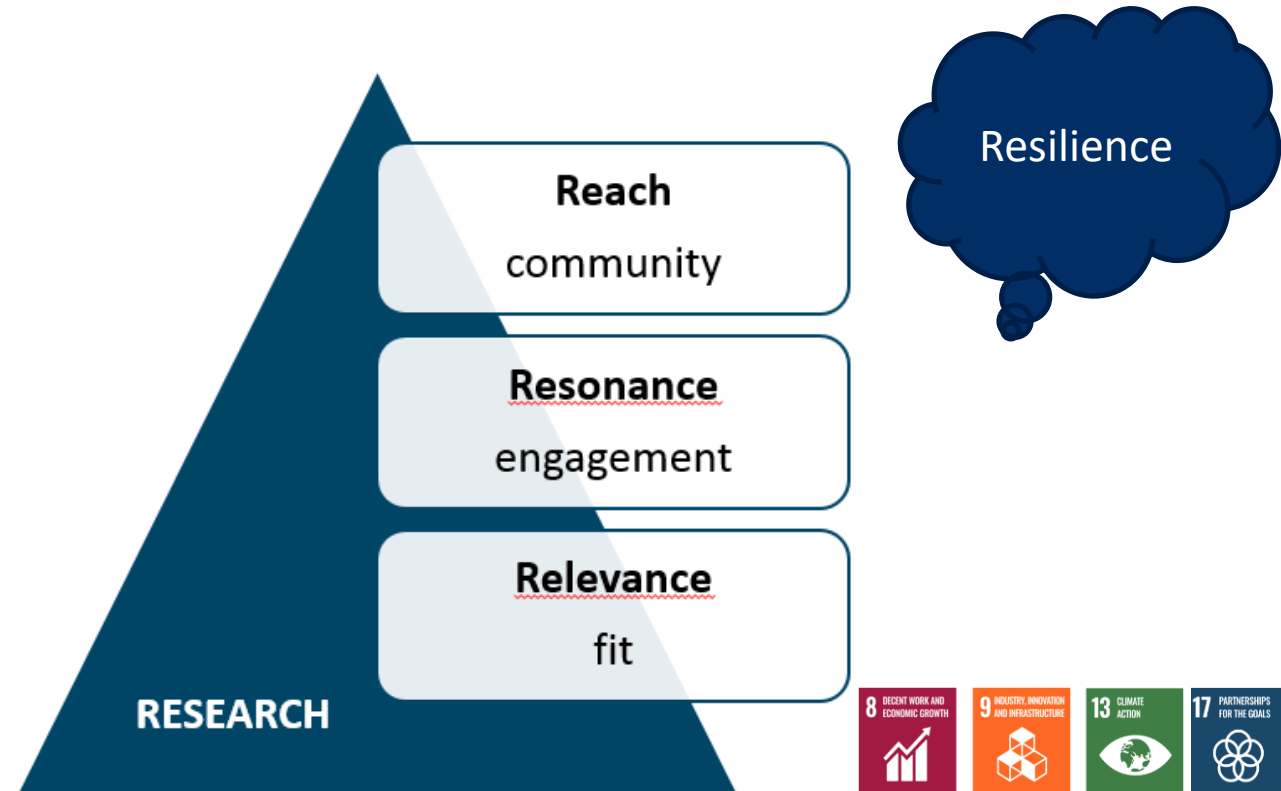 Resilience
Reach
community
Resonance
engagement
Relevance
fit
RESEARCH
8 DECENT WORK AND
ECONOMIC GROWTH
9 INDUSTRY, INNOVATION
AND INFRASTRUCTURE
13 CLIMATE
ACTION
17 PARTNERSHIPS
FOR THE GOALS